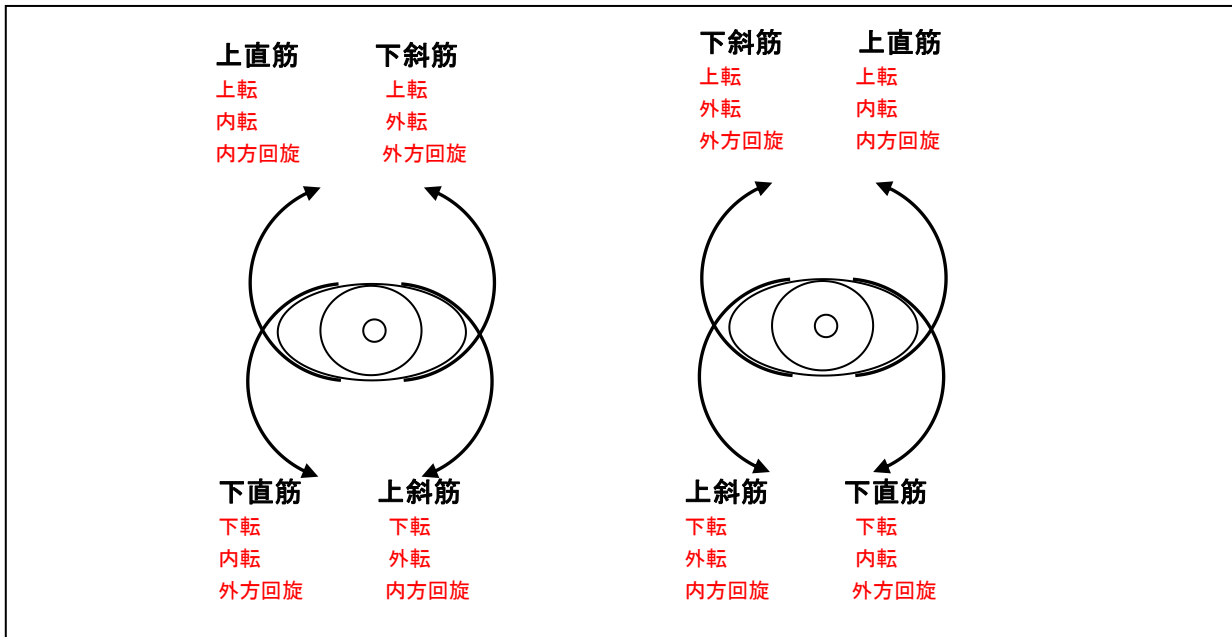 上直筋
上転
内転
内方回旋
下斜筋
上転
外転
外方回旋
下斜筋
上転
外転
外方回旋
上直筋
上転
内転
内方回旋
下直筋
下転
内転
外方回旋
上斜筋
下転
外転
内方回旋
上斜筋
下転
外転
内方回旋
下直筋
下転
内転
外方回旋